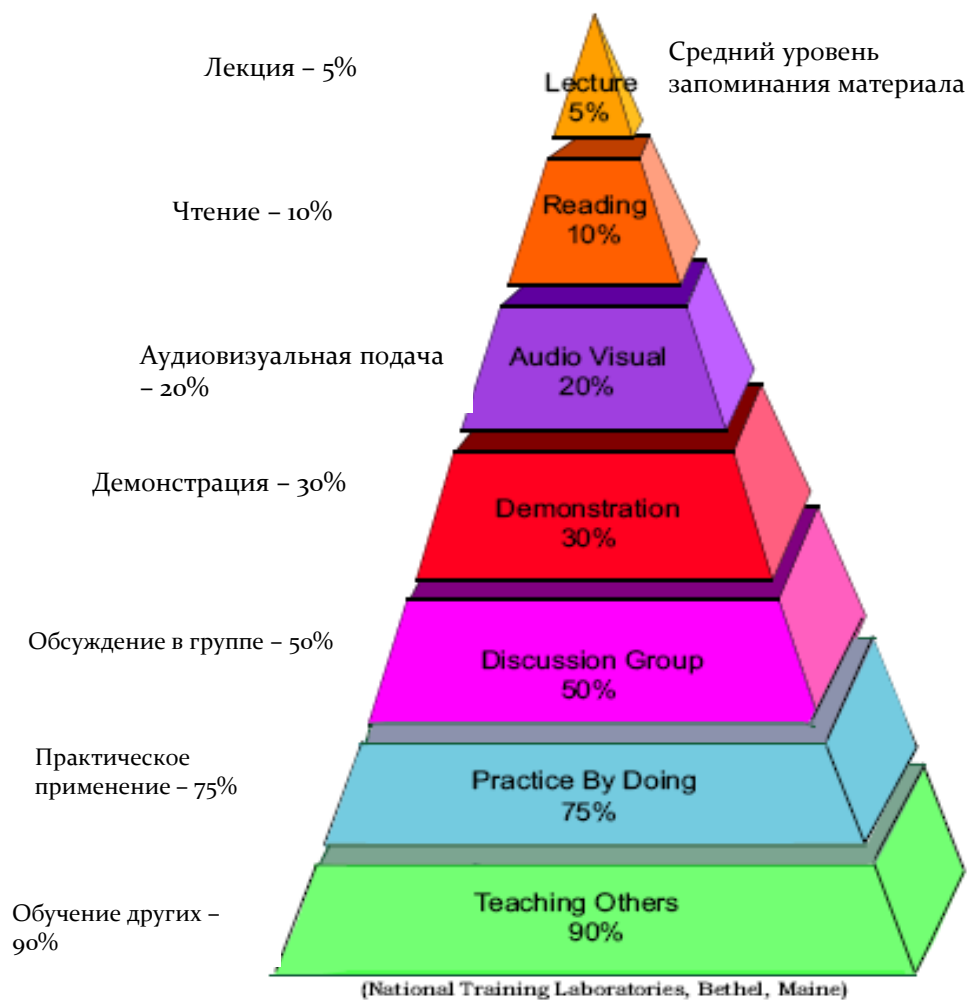 Лекция – 5%
Средний уровень
запоминания материала
Lecture
5%
Чтение – 10%
Reading
10%
Аудиовизуальная подача
– 20%
Audio Visual
20%
Демонстрация – 30%
Demonstration
30%
Обсуждение в группе – 50%
Discussion Group
50%
Практическое
применение – 75%
Practice By Doing
75%
Обучение других –
90%
Teaching Others
90%
(National Training Laboratories, Bethel, Maine)